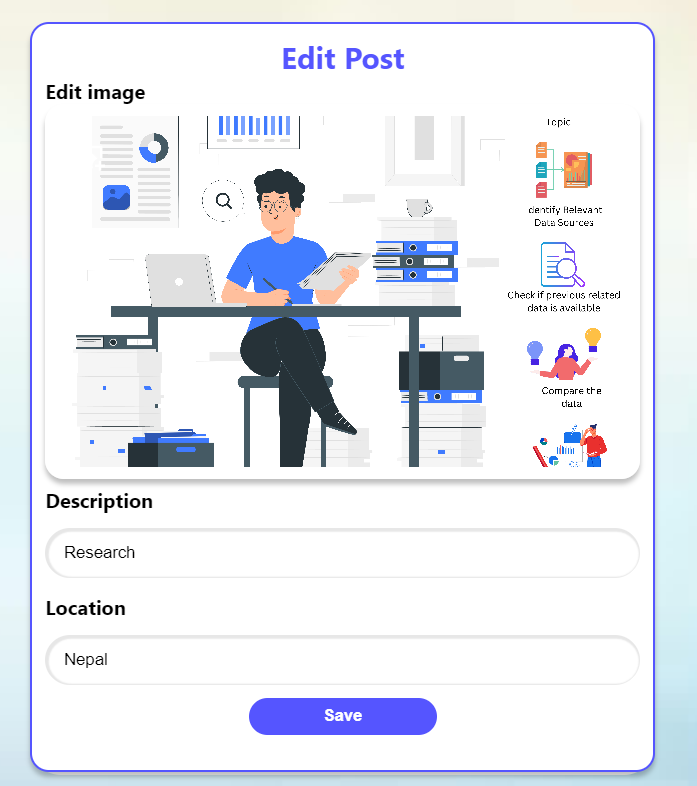 Edit Post
Edit image
Topic
Identify Relevant
Data Sources
Check if previous related
data is available
Compare the
data
Description
Research
Location
Nepal
Save